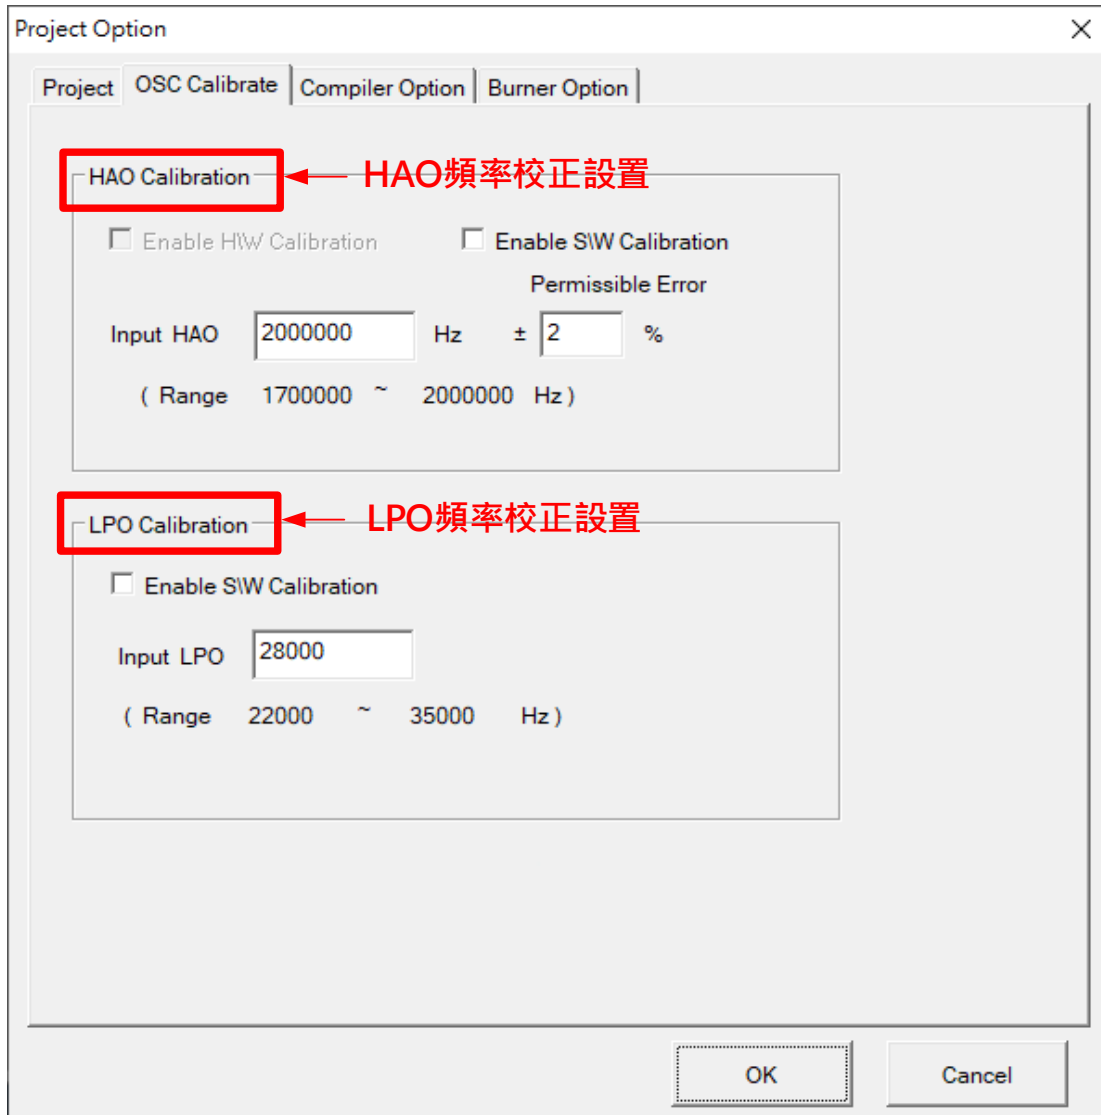 Project Option
Project OSC Calibrate Compiler Option Burner Option
HAO Calibration HAO頻率校正設置
Enable H\W Calibration Enable S\W Calibration
Permissible Error
Input HAO 2000000 Hz ± 2 %
( Range 1700000 ~ 2000000 Hz )
LPO Calibration LPO頻率校正設置
Enable S\W Calibration
Input LPO 28000
( Range 22000 ~ 35000 Hz )
OK Cancel